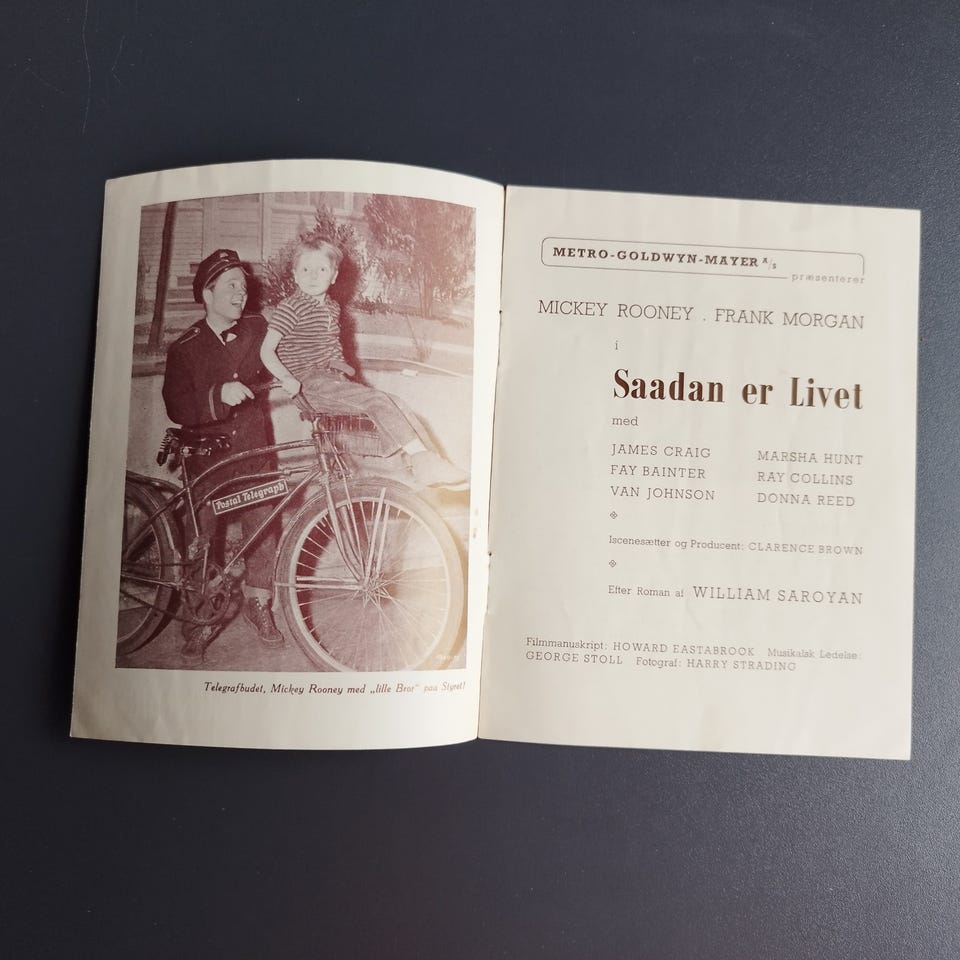 Postal Telegraph
Telegrafbudet, Mickey Rooney med „lille Bror" paa Styret!
METRO-GOLDWYN-MAYER A/S
præsenterer
MICKEY ROONEY . FRANK MORGAN
i
Saadan er Livet
med
JAMES CRAIG MARSHA HUNT
FAY BAINTER RAY COLLINS
VAN JOHNSON DONNA REED
Iscenesætter og Producent: CLARENCE BROWN
Efter Roman af WILLIAM SAROYAN
Filmmanuskript: HOWARD EASTABROOK Musikalsk Ledelse:
GEORGE STOLL Fotograf: HARRY STRADING